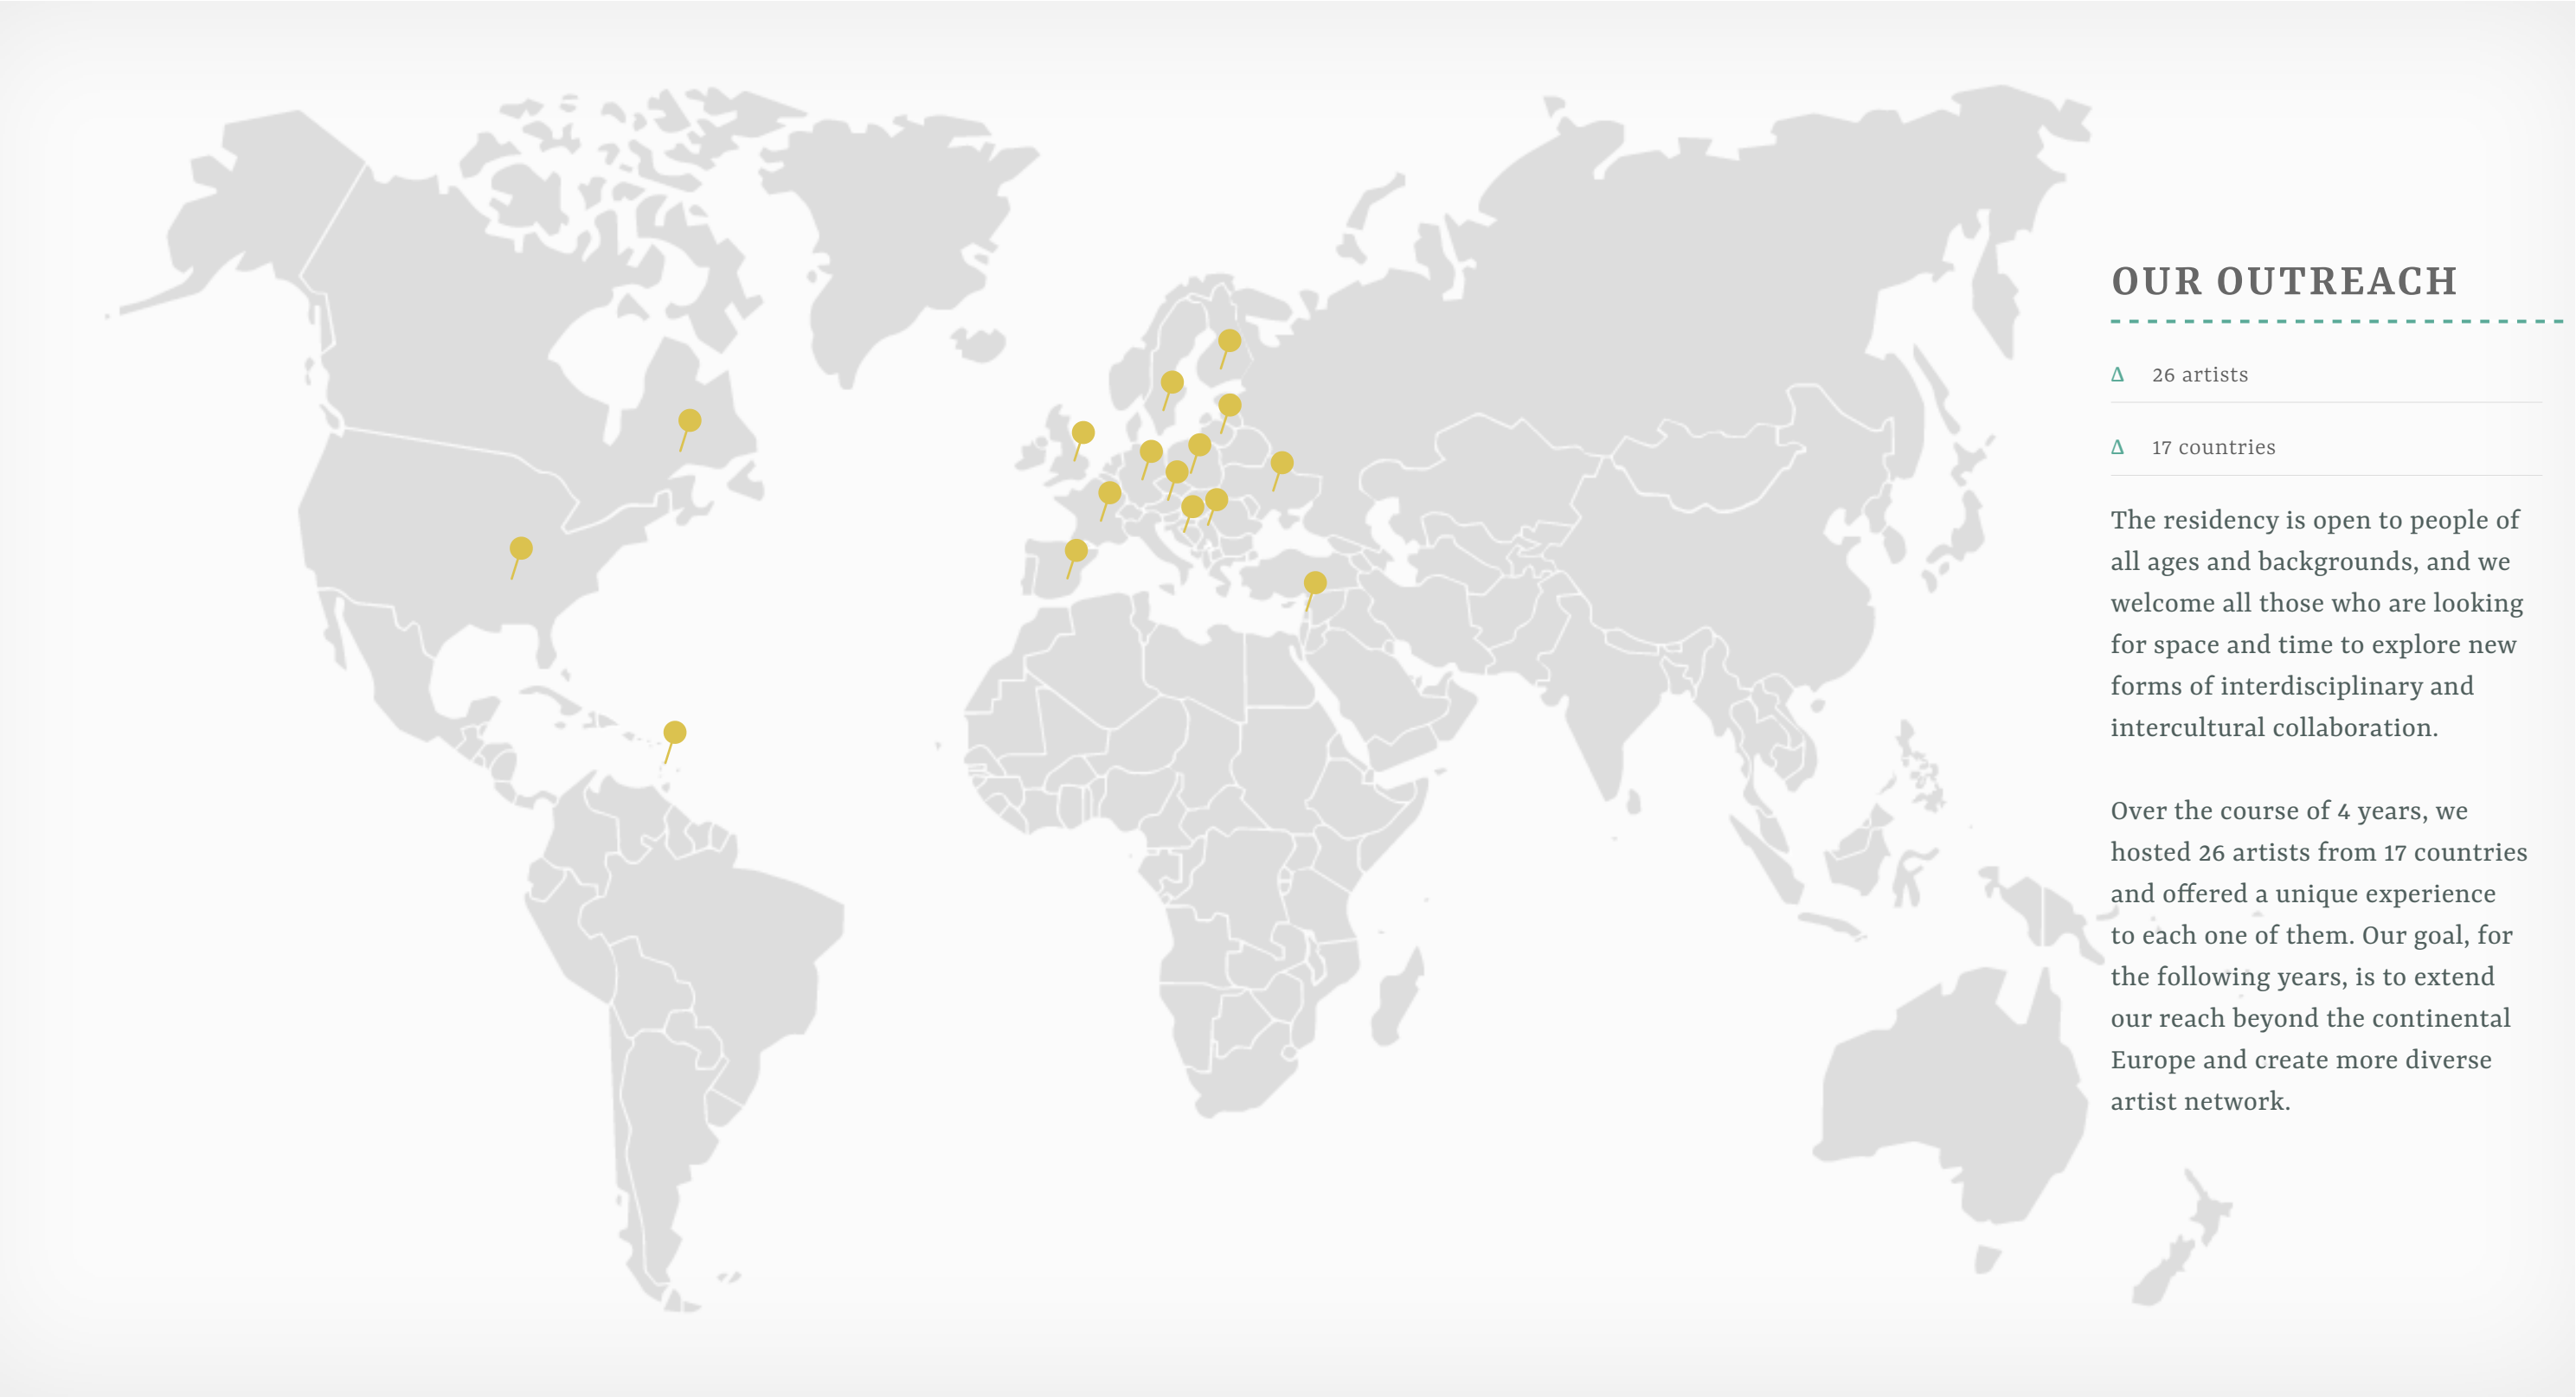 OUR OUTREACH
Δ 26 artists
Δ 17 countries
The residency is open to people of
all ages and backgrounds, and we
welcome all those who are looking
for space and time to explore new
forms of interdisciplinary and
intercultural collaboration.
Over the course of 4 years, we
hosted 26 artists from 17 countries
and offered a unique experience
to each one of them. Our goal, for
the following years, is to extend
our reach beyond the continental
Europe and create more diverse
artist network.